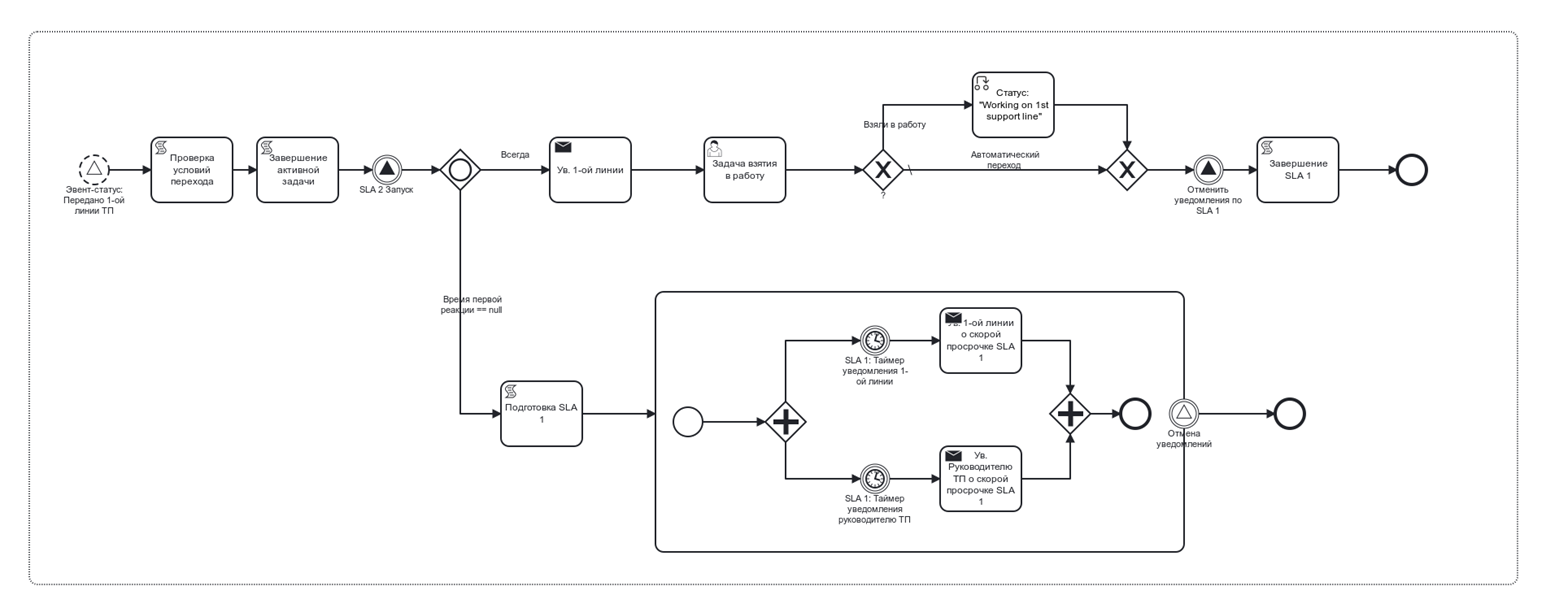 Статус:
"Working on 1st
support line"
Взяли в работу
Проверка
условий
перехода
Завершение
активной
задачи
Всегда
Ув. 1-ой линии
Задача взятия
в работу
Автоматический
переход
Завершение
SLA 1
Эвент-статус:
Передано 1-ой
линии ТП
SLA 2 Запуск
?
Отменить
уведомления по
SLA 1
Время первой
реакции == null
Ув. 1-ой линии
о скорой
просрочке SLA
1
SLA 1: Таймер
уведомления 1-
ой линии
Подготовка SLA
1
Отмена
уведомлений
Ув.
Руководителю
ТП о скорой
просрочке SLA
1
SLA 1: Таймер
уведомления
руководителю ТП